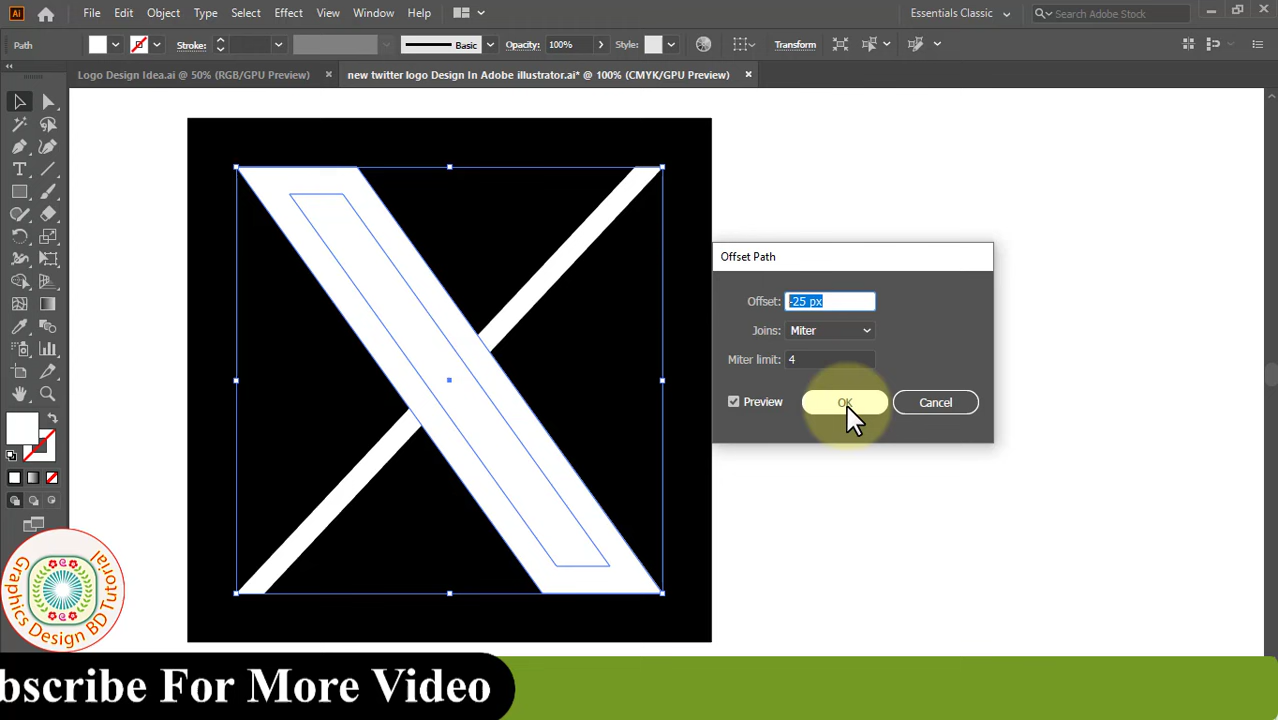 Ai File Edit Object Type Select Effect View Window Help Essentials Classic Search Adobe Stock
Path Stroke: Basic Opacity: 100% Style: Transform
Logo Design Idea.ai @ 50% (RGB/GPU Preview) × new twitter logo Design In Adobe illustrator.ai* @ 100% (CMYK/GPU Preview) ×
Offset Path
Offset: -25 px
Joins: Miter
Miter limit: 4
Preview OK Cancel
Graphics Design BD Tutorial
bscribe For More Video